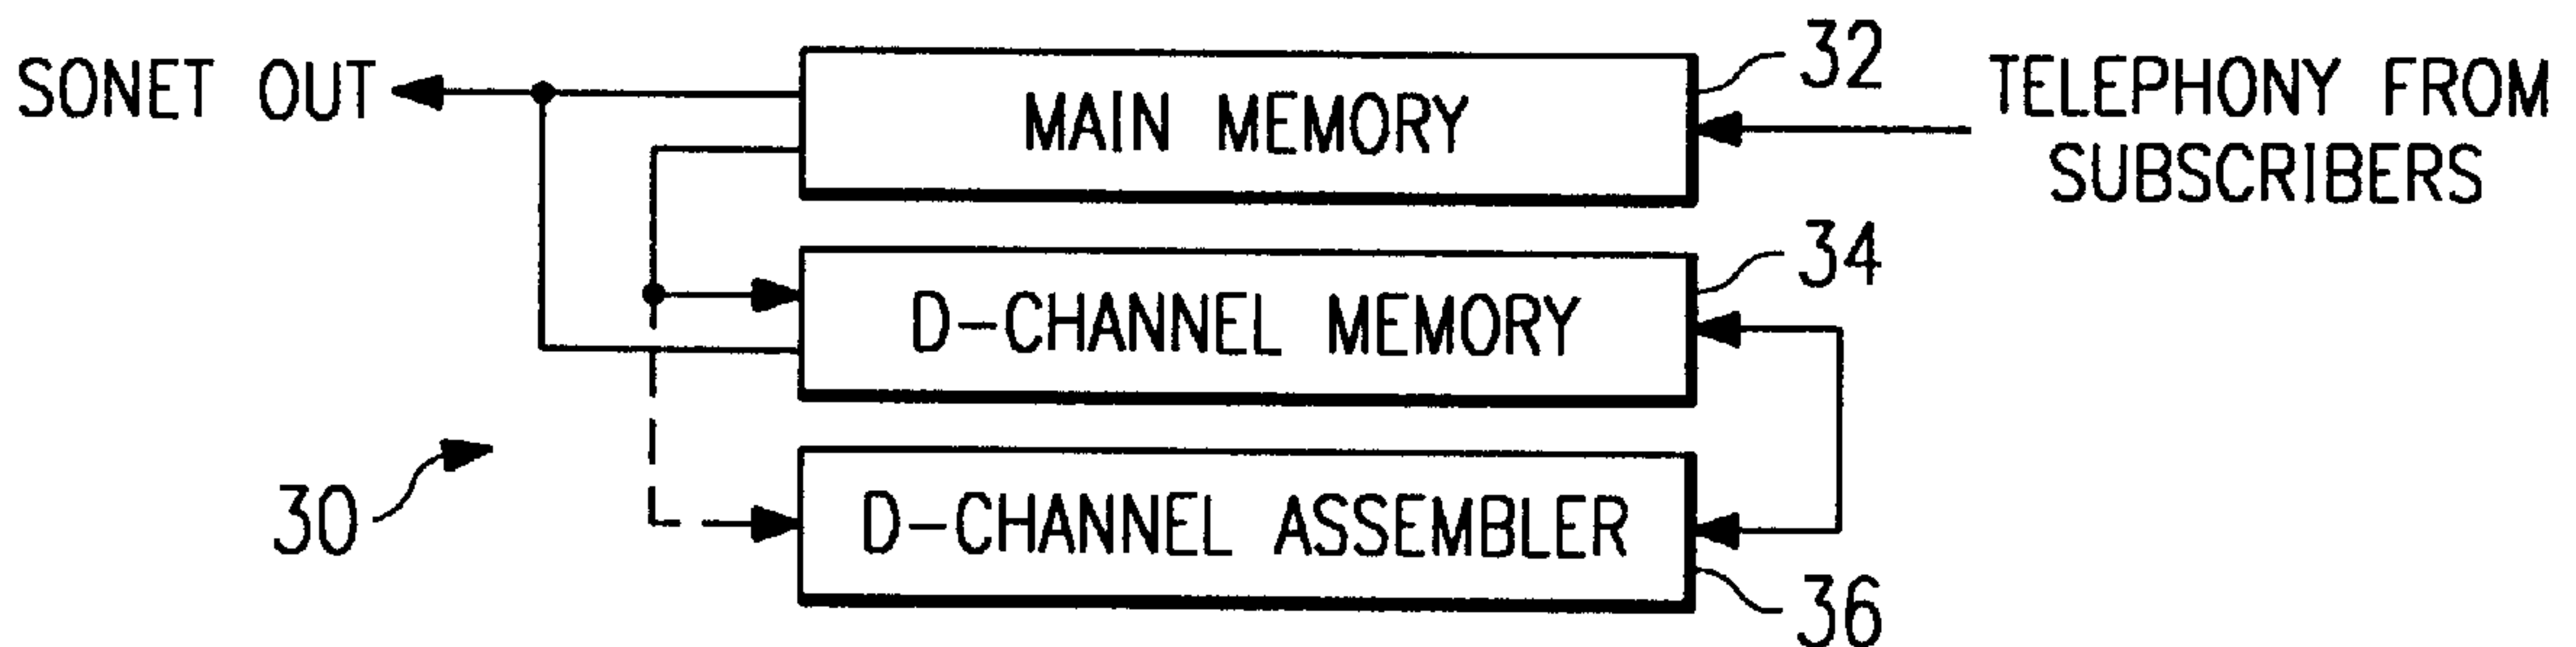 SONET OUT
MAIN MEMORY
32
TELEPHONY FROM
SUBSCRIBERS
D-CHANNEL MEMORY
34
30
D-CHANNEL ASSEMBLER
36